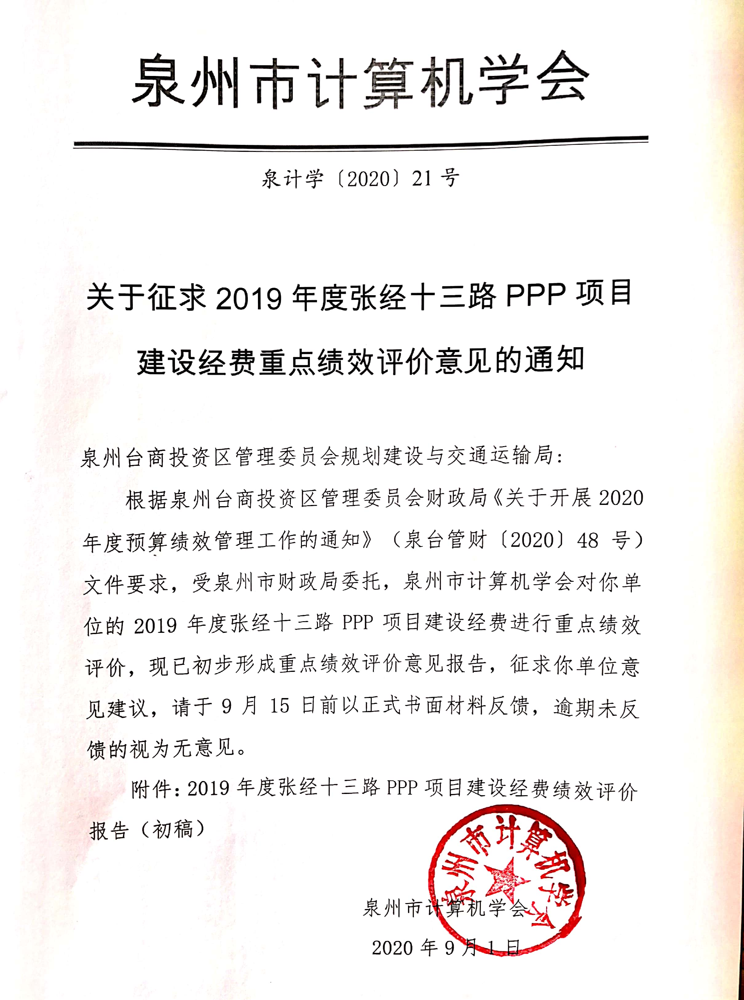 泉州市计算机学会
泉计学〔2020〕21 号
关于征求 2019 年度张经十三路 PPP 项目
建设经费重点绩效评价意见的通知
泉州台商投资区管理委员会规划建设与交通运输局：
根据泉州台商投资区管理委员会财政局《关于开展 2020
年度预算绩效管理工作的通知》（泉台管财〔2020〕48 号）
文件要求，受泉州市财政局委托，泉州市计算机学会对你单
位的 2019 年度张经十三路 PPP 项目建设经费进行重点绩效
评价，现已初步形成重点绩效评价意见报告，征求你单位意
见建议，请于 9 月 15 日前以正式书面材料反馈，逾期未反
馈的视为无意见。
附件：2019 年度张经十三路 PPP 项目建设经费绩效评价
报告（初稿）
泉州市计算机学会
泉州市计算机学会
2020 年 9 月 1 日